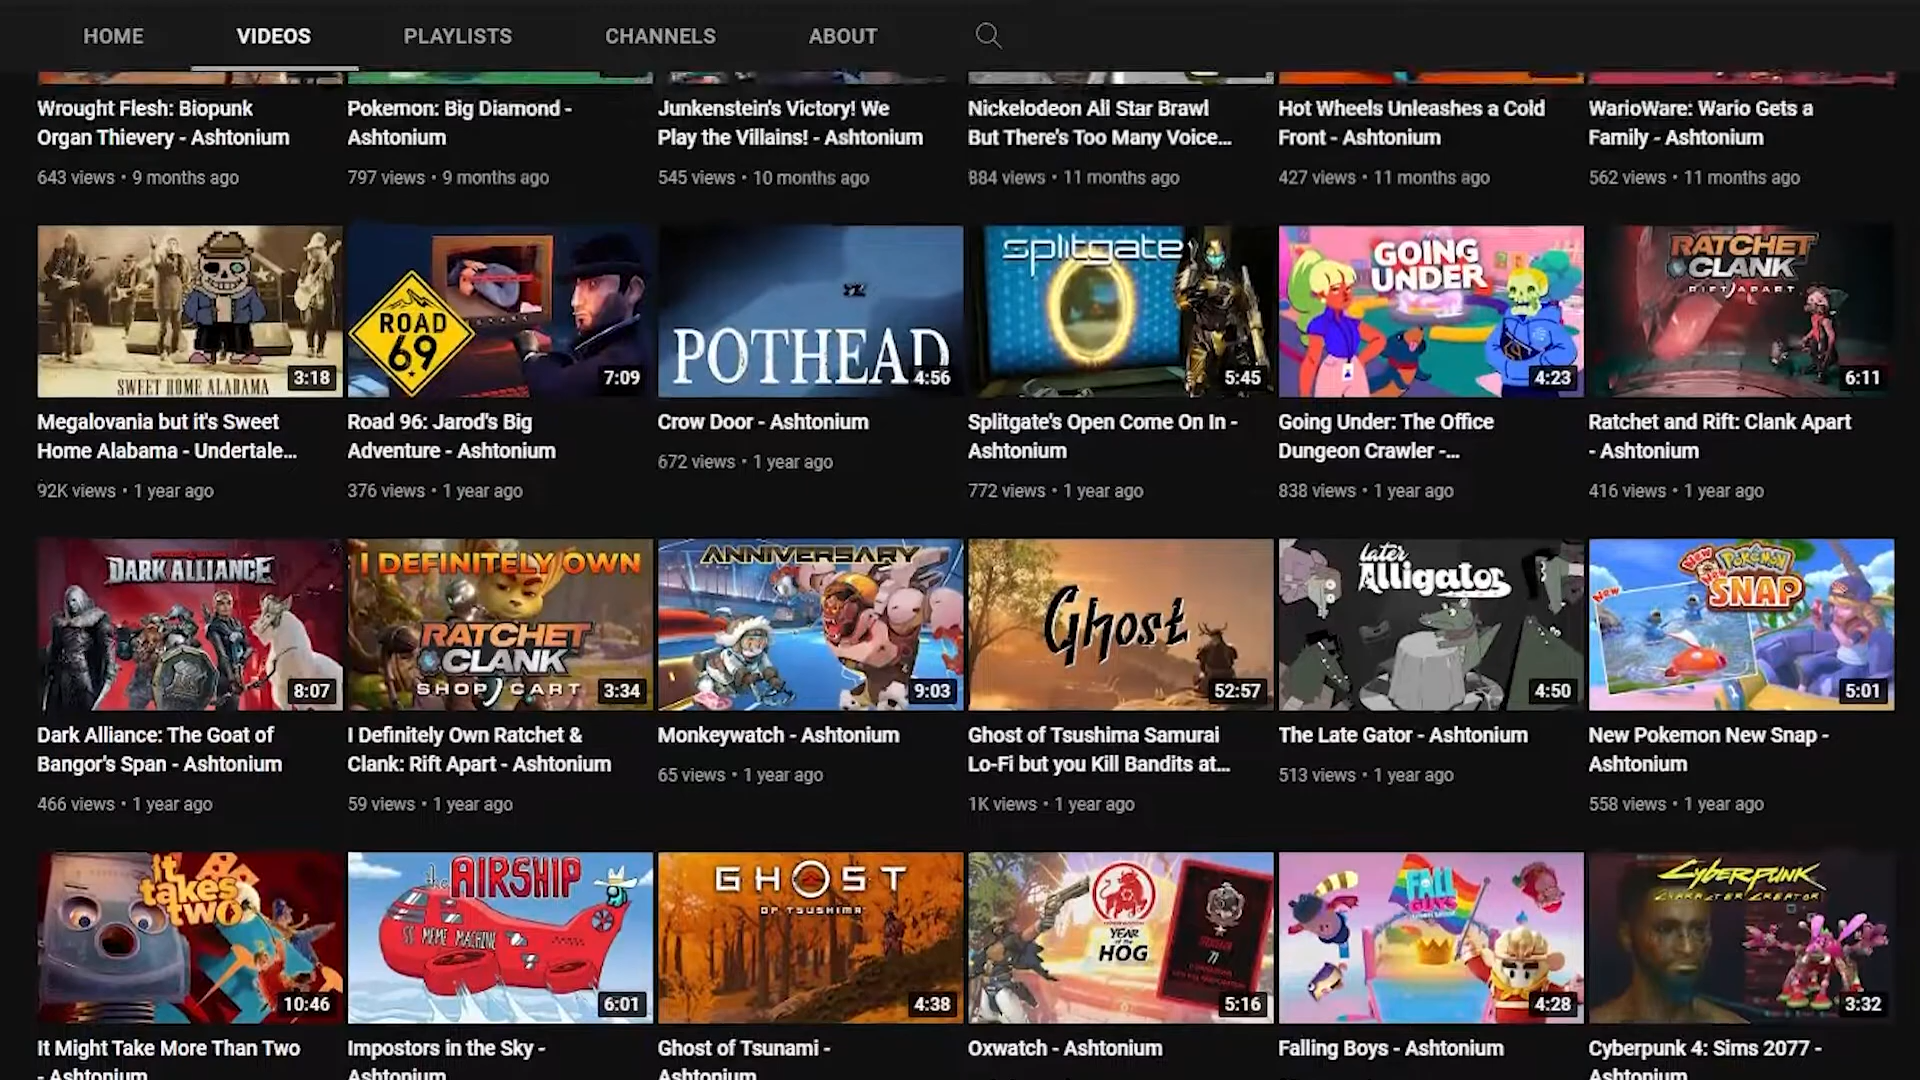 HOME
VIDEOS
PLAYLISTS
CHANNELS
ABOUT
Wrought Flesh: Biopunk
Organ Thievery - Ashtonium
643 views • 9 months ago
Pokemon: Big Diamond -
Ashtonium
797 views • 9 months ago
Junkenstein's Victory! We
Play the Villains! - Ashtonium
545 views • 10 months ago
Nickelodeon All Star Brawl
But There's Too Many Voice...
884 views • 11 months ago
Hot Wheels Unleashes a Cold
Front - Ashtonium
427 views • 11 months ago
WarioWare: Wario Gets a
Family - Ashtonium
562 views • 11 months ago
SWEET HOME ALABAMA
3:18
Megalovania but it's Sweet
Home Alabama - Undertale...
92K views • 1 year ago
ROAD
69
7:09
Road 96: Jarod's Big
Adventure - Ashtonium
376 views • 1 year ago
POTHEAD
4:56
Crow Door - Ashtonium
672 views • 1 year ago
splitgate
5:45
Splitgate's Open Come On In -
Ashtonium
772 views • 1 year ago
GOING
UNDER
4:23
Going Under: The Office
Dungeon Crawler -...
838 views • 1 year ago
RATCHET
CLANK
RIFT APART
6:11
Ratchet and Rift: Clank Apart
- Ashtonium
416 views • 1 year ago
DARK ALLIANCE
8:07
Dark Alliance: The Goat of
Bangor's Span - Ashtonium
466 views • 1 year ago
I DEFINITELY OWN
RATCHET
CLANK
SHOP CART
3:34
I Definitely Own Ratchet &
Clank: Rift Apart - Ashtonium
59 views • 1 year ago
ANNIVERSARY
9:03
Monkeywatch - Ashtonium
65 views • 1 year ago
Ghost
52:57
Ghost of Tsushima Samurai
Lo-Fi but you Kill Bandits at...
1K views • 1 year ago
later
Alligator
4:50
The Late Gator - Ashtonium
513 views • 1 year ago
New New Pokémon
New SNAP
5:01
New Pokemon New Snap -
Ashtonium
558 views • 1 year ago
it
takes
two
10:46
It Might Take More Than Two
- Ashtonium
the AIRSHIP
SS MEME MACHINE
6:01
Impostors in the Sky -
Ashtonium
GHOST
OF TSUSHIMA
4:38
Ghost of Tsunami -
Ashtonium
YEAR
of the
HOG
5:16
Oxwatch - Ashtonium
FALL
GUYS
4:28
Falling Boys - Ashtonium
CYBERPUNK
CHARACTER CREATOR
3:32
Cyberpunk 4: Sims 2077 -
Ashtonium